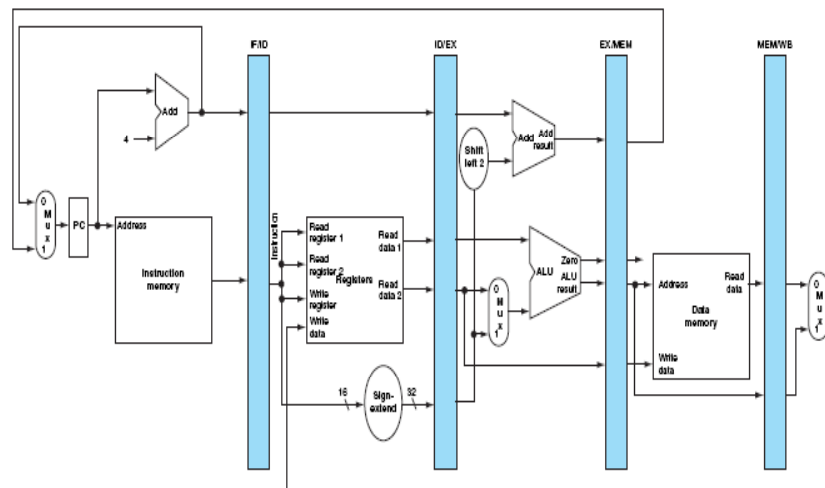 IF/ID
ID/EX
EX/MEM
MEM/WB
Add
4
Shift
left 2
Add
Add
result
0
M
u
x
1
PC
Address
Instruction
memory
Instruction
Read
register 1
Read
register 2
Write
register
Write
data
Registers
Read
data 1
Read
data 2
0
M
u
x
1
ALU
Zero
ALU
result
Address
Write
data
Data
memory
Read
data
0
M
u
x
1
16
Sign-
extend
32